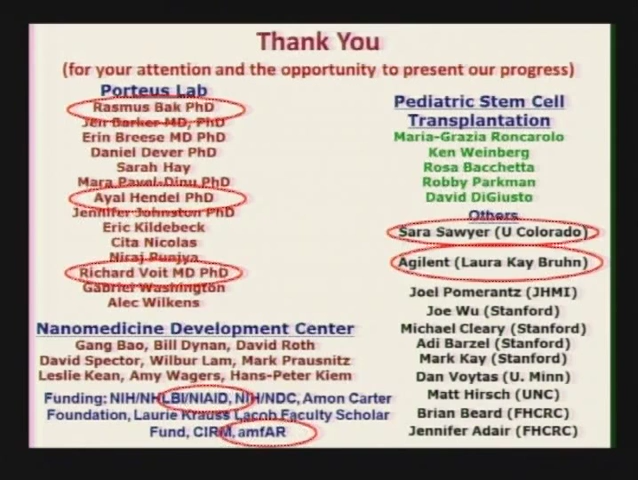 Thank You
(for your attention and the opportunity to present our progress)
Porteus Lab
Rasmus Bak PhD
Jen Barker MD, PhD
Erin Breese MD PhD
Daniel Dever PhD
Sarah Hay
Mara Pavel-Dinu PhD
Ayal Hendel PhD
Jennifer Johnston PhD
Eric Kildebeck
Cita Nicolas
Niraj Punjya
Richard Voit MD PhD
Gabriel Washington
Alec Wilkens
Nanomedicine Development Center
Gang Bao, Bill Dynan, David Roth
David Spector, Wilbur Lam, Mark Prausnitz
Leslie Kean, Amy Wagers, Hans-Peter Kiem
Funding: NIH/NHLBI/NIAID, NIH/NDC, Amon Carter
Foundation, Laurie Krauss Lacob Faculty Scholar
Fund, CIRM, amfAR
Pediatric Stem Cell
Transplantation
Maria-Grazia Roncarolo
Ken Weinberg
Rosa Bacchetta
Robby Parkman
David DiGiusto
Others
Sara Sawyer (U Colorado)
Agilent (Laura Kay Bruhn)
Joel Pomerantz (JHMI)
Joe Wu (Stanford)
Michael Cleary (Stanford)
Adi Barzel (Stanford)
Mark Kay (Stanford)
Dan Voytas (U. Minn)
Matt Hirsch (UNC)
Brian Beard (FHCRC)
Jennifer Adair (FHCRC)